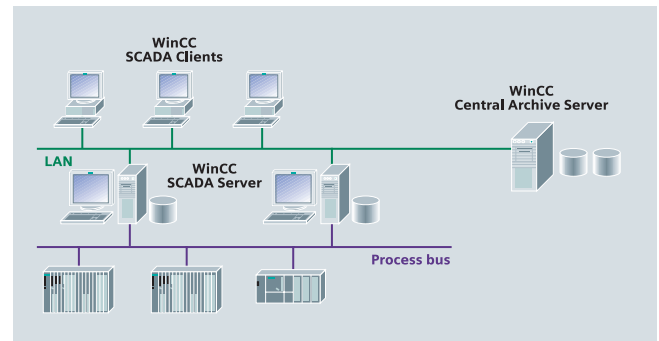 WinCC
SCADA Clients
WinCC
Central Archive Server
LAN
WinCC
SCADA Server
Process bus